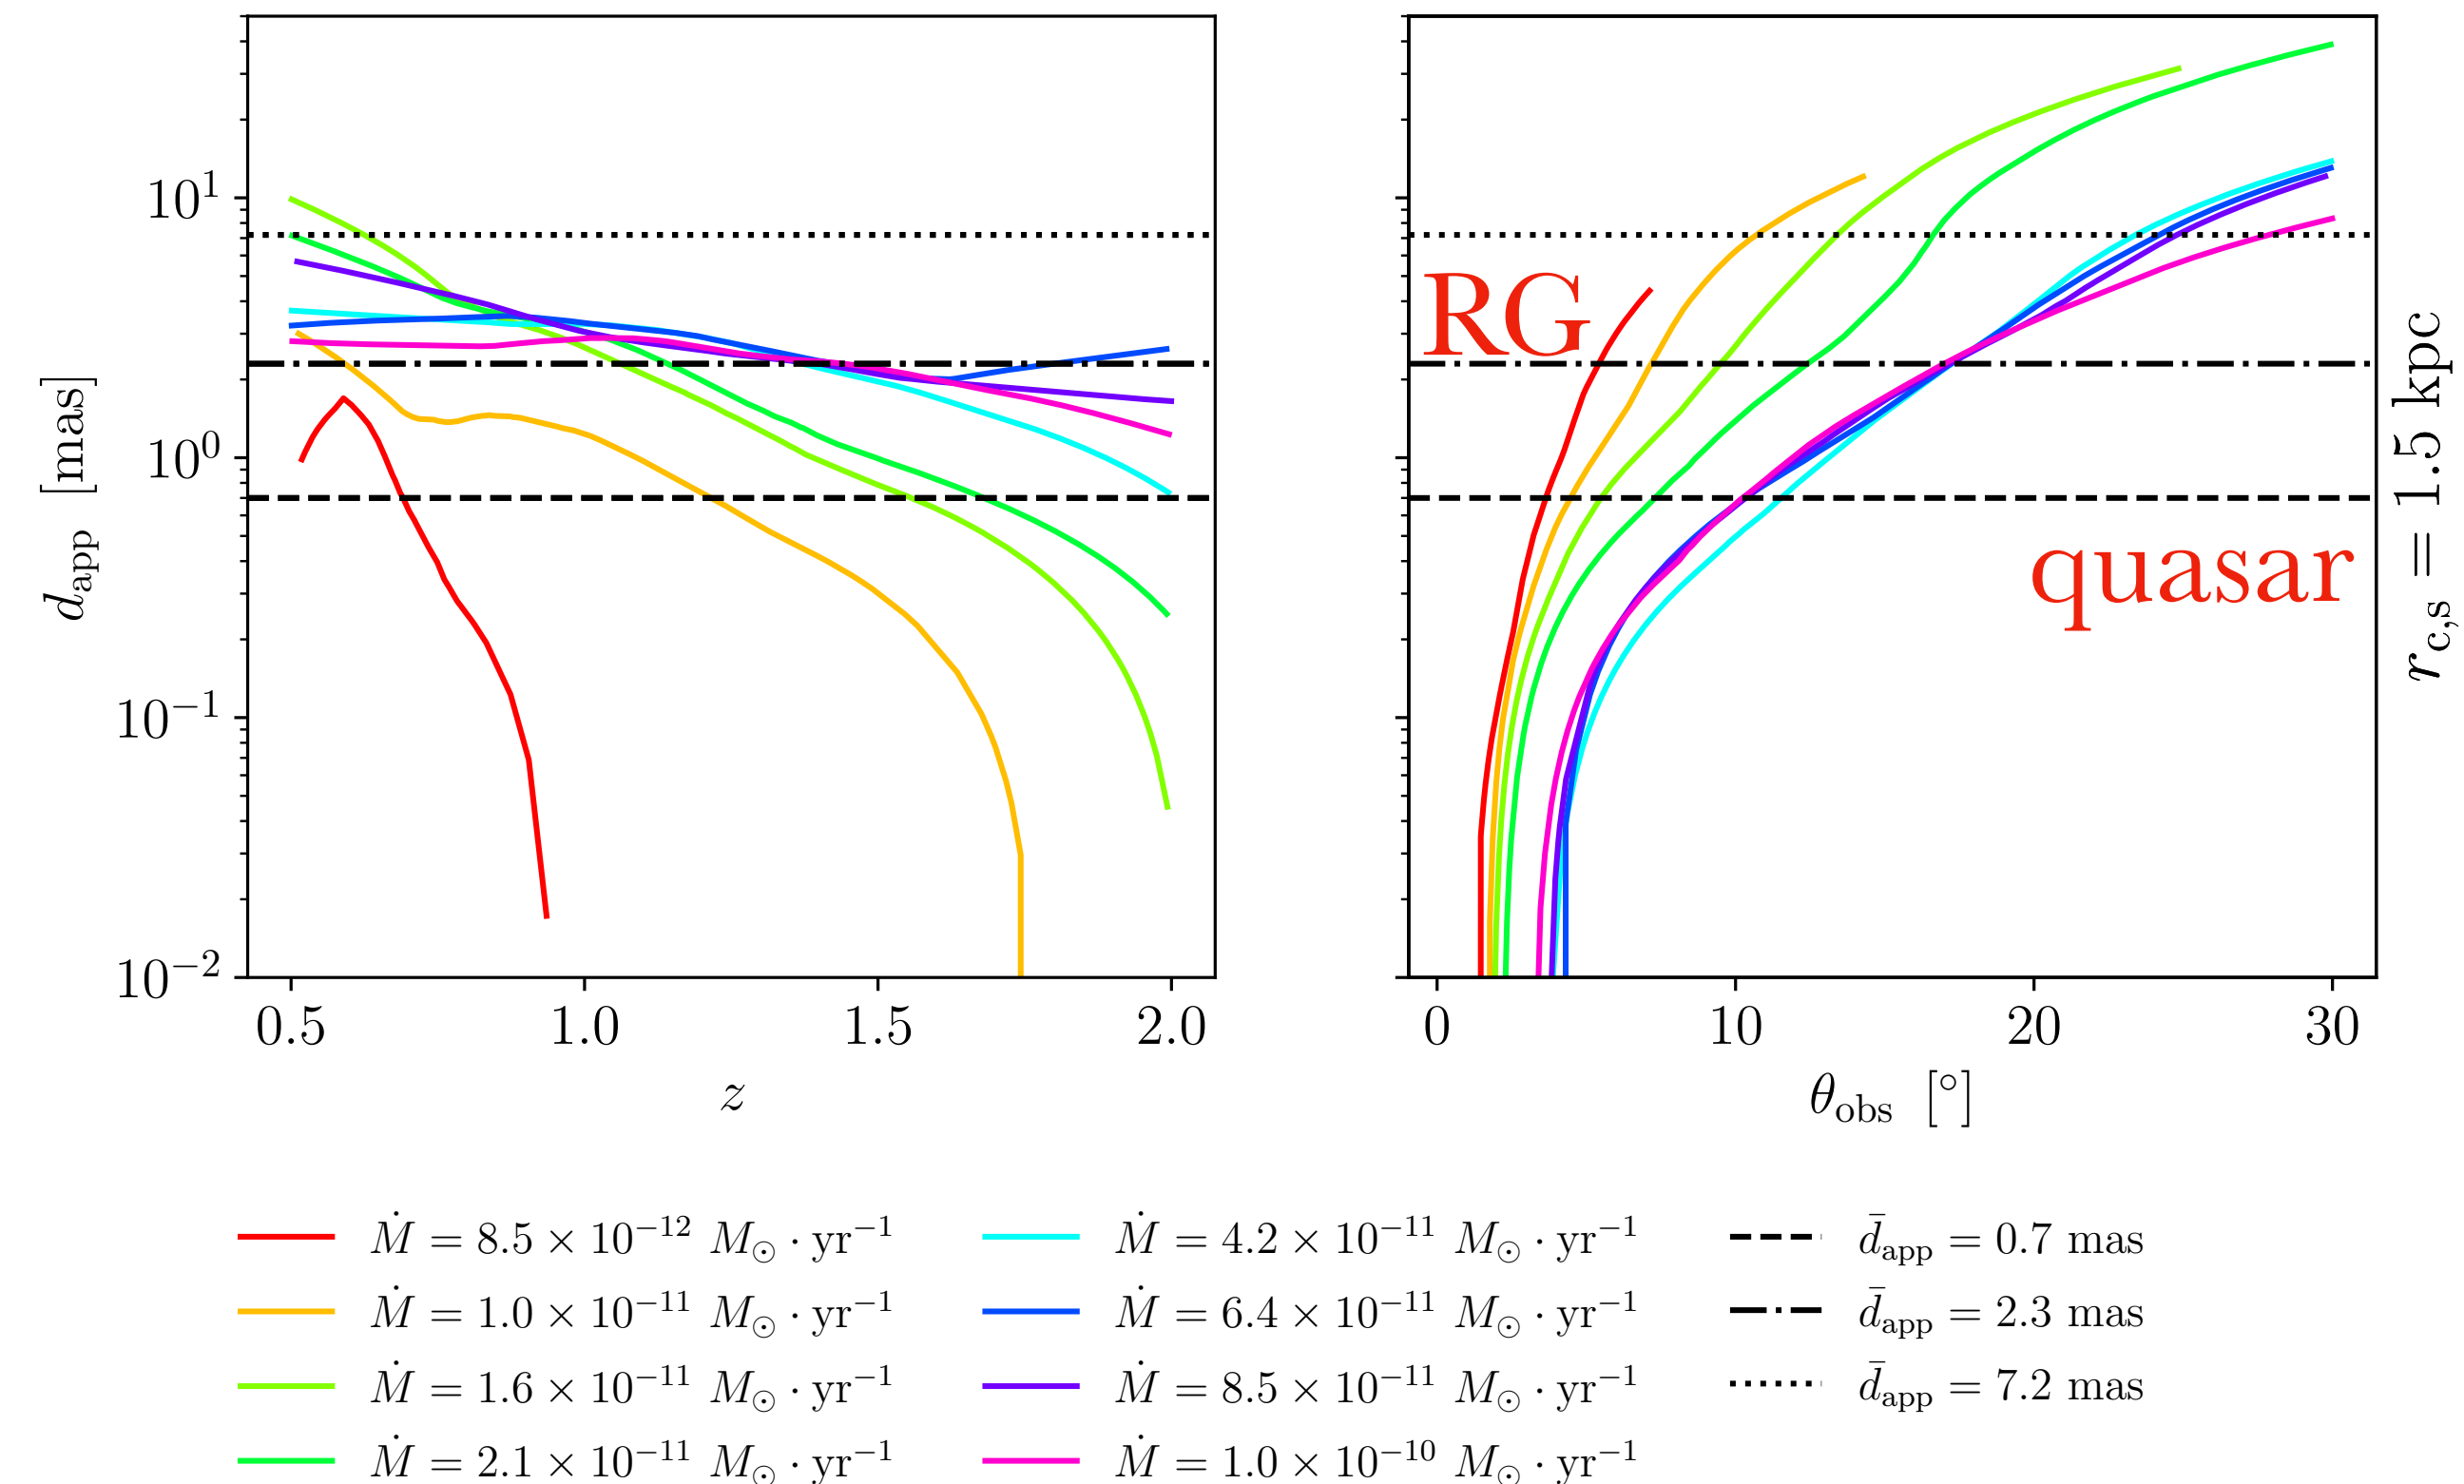 10¹
10⁰
10⁻¹
10⁻²
d_app [mas]
0.5 1.0 1.5 2.0
z
RG
quasar
0 10 20 30
θ_obs [°]
r_c,s = 1.5 kpc
Ṁ = 8.5 × 10⁻¹² M_⊙ · yr⁻¹
Ṁ = 1.0 × 10⁻¹¹ M_⊙ · yr⁻¹
Ṁ = 1.6 × 10⁻¹¹ M_⊙ · yr⁻¹
Ṁ = 2.1 × 10⁻¹¹ M_⊙ · yr⁻¹
Ṁ = 4.2 × 10⁻¹¹ M_⊙ · yr⁻¹
Ṁ = 6.4 × 10⁻¹¹ M_⊙ · yr⁻¹
Ṁ = 8.5 × 10⁻¹¹ M_⊙ · yr⁻¹
Ṁ = 1.0 × 10⁻¹⁰ M_⊙ · yr⁻¹
d̄_app = 0.7 mas
d̄_app = 2.3 mas
d̄_app = 7.2 mas